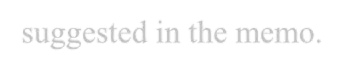 suggested in the memo.